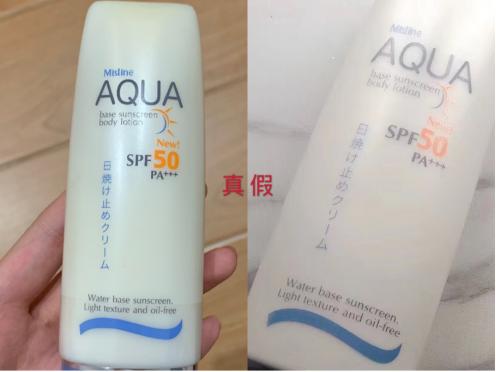 Mistine
AQUA
base sunscreen
body lotion
New!
SPF50
PA+++
日焼け止めクリーム
Water base sunscreen.
Light texture and oil-free
真假
Mistine
AQUA
base sunscreen
body lotion
New!
SPF50
PA+++
日焼け止めクリーム
Water base sunscreen.
Light texture and oil-free